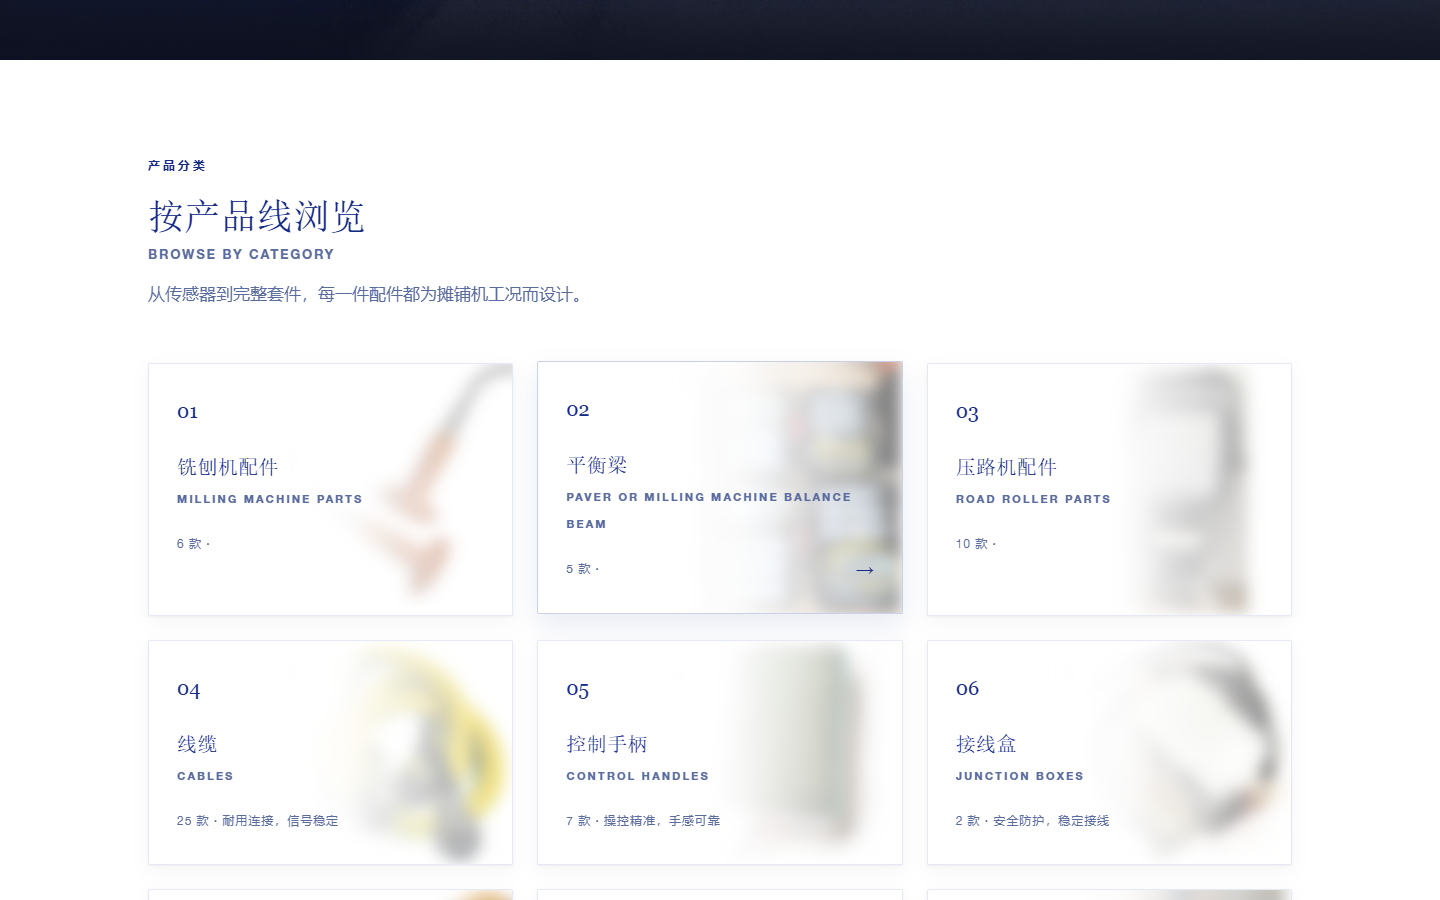 产品分类
按产品线浏览
BROWSE BY CATEGORY
从传感器到完整套件，每一件配件都为摊铺机工况而设计。
01
铣刨机配件
MILLING MACHINE PARTS
6 款 ·
02
平衡梁
PAVER OR MILLING MACHINE BALANCE
BEAM
5 款 ·
→
03
压路机配件
ROAD ROLLER PARTS
10 款 ·
04
线缆
CABLES
25 款 · 耐用连接，信号稳定
05
控制手柄
CONTROL HANDLES
7 款 · 操控精准，手感可靠
06
接线盒
JUNCTION BOXES
2 款 · 安全防护，稳定接线